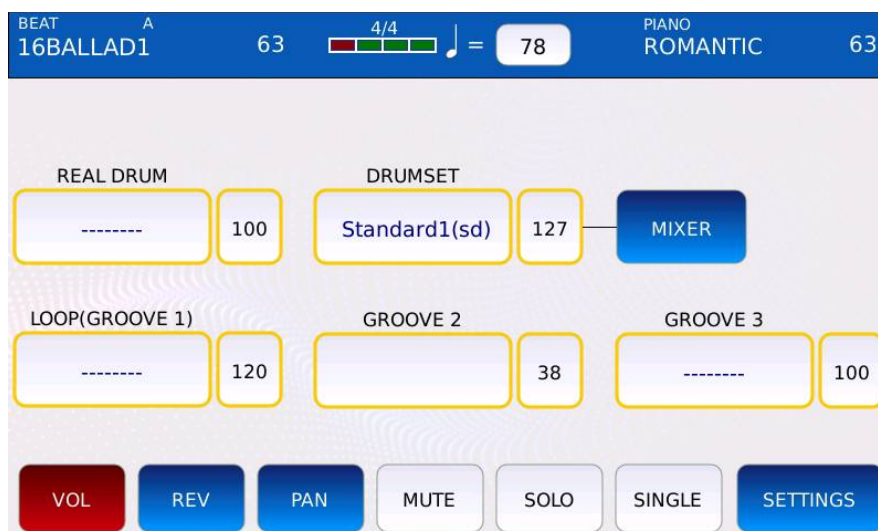 BEAT A
16BALLAD1 63
4/4
= 78
PIANO
ROMANTIC 63
REAL DRUM
-------- 100
DRUMSET
Standard1(sd) 127
MIXER
LOOP(GROOVE 1)
-------- 120
GROOVE 2
38
GROOVE 3
-------- 100
VOL REV PAN MUTE SOLO SINGLE SETTINGS